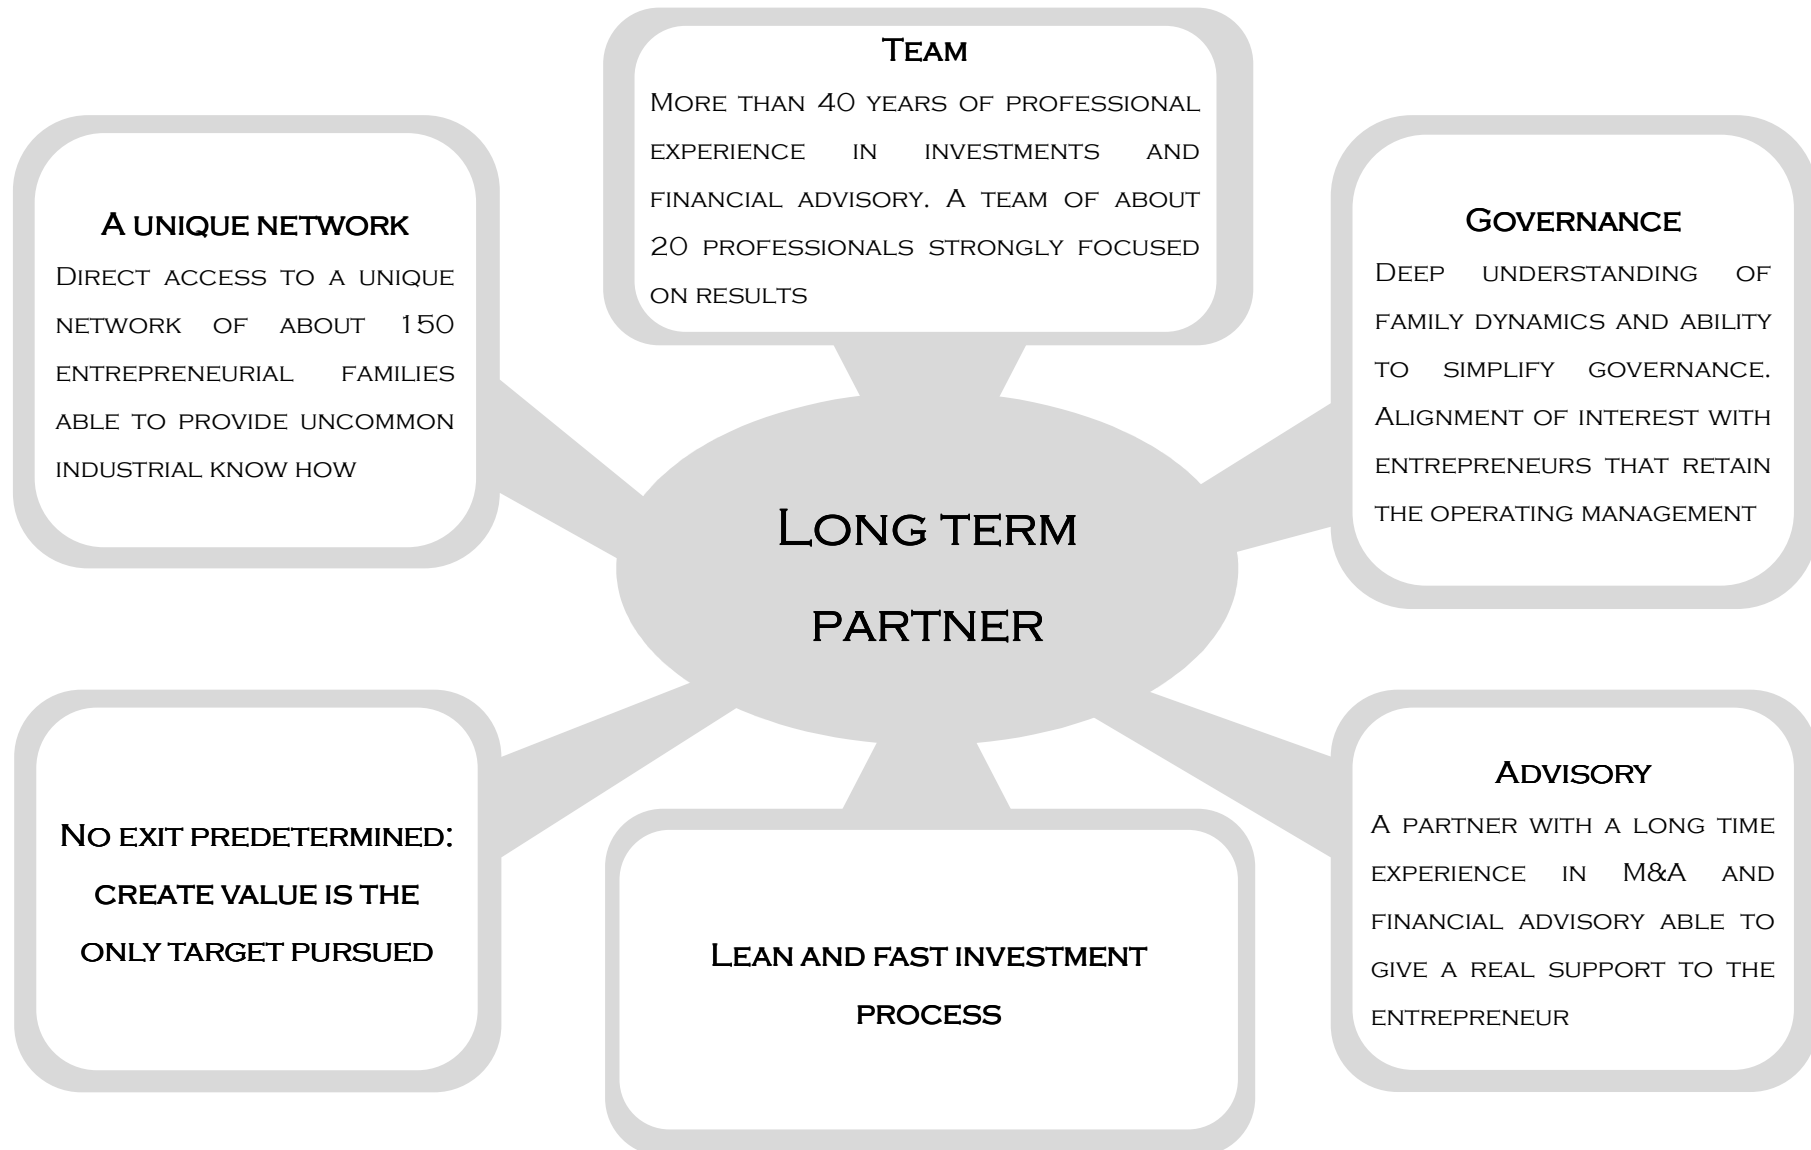 Team
More than 40 years of professional
experience in investments and
financial advisory. A team of about
20 professionals strongly focused
on results
A unique network
Direct access to a unique
network of about 150
entrepreneurial families
able to provide uncommon
industrial know how
Governance
Deep understanding of
family dynamics and ability
to simplify governance.
Alignment of interest with
entrepreneurs that retain
the operating management
Long term
partner
No exit predetermined:
create value is the
only target pursued
Lean and fast investment
process
Advisory
A partner with a long time
experience in M&A and
financial advisory able to
give a real support to the
entrepreneur